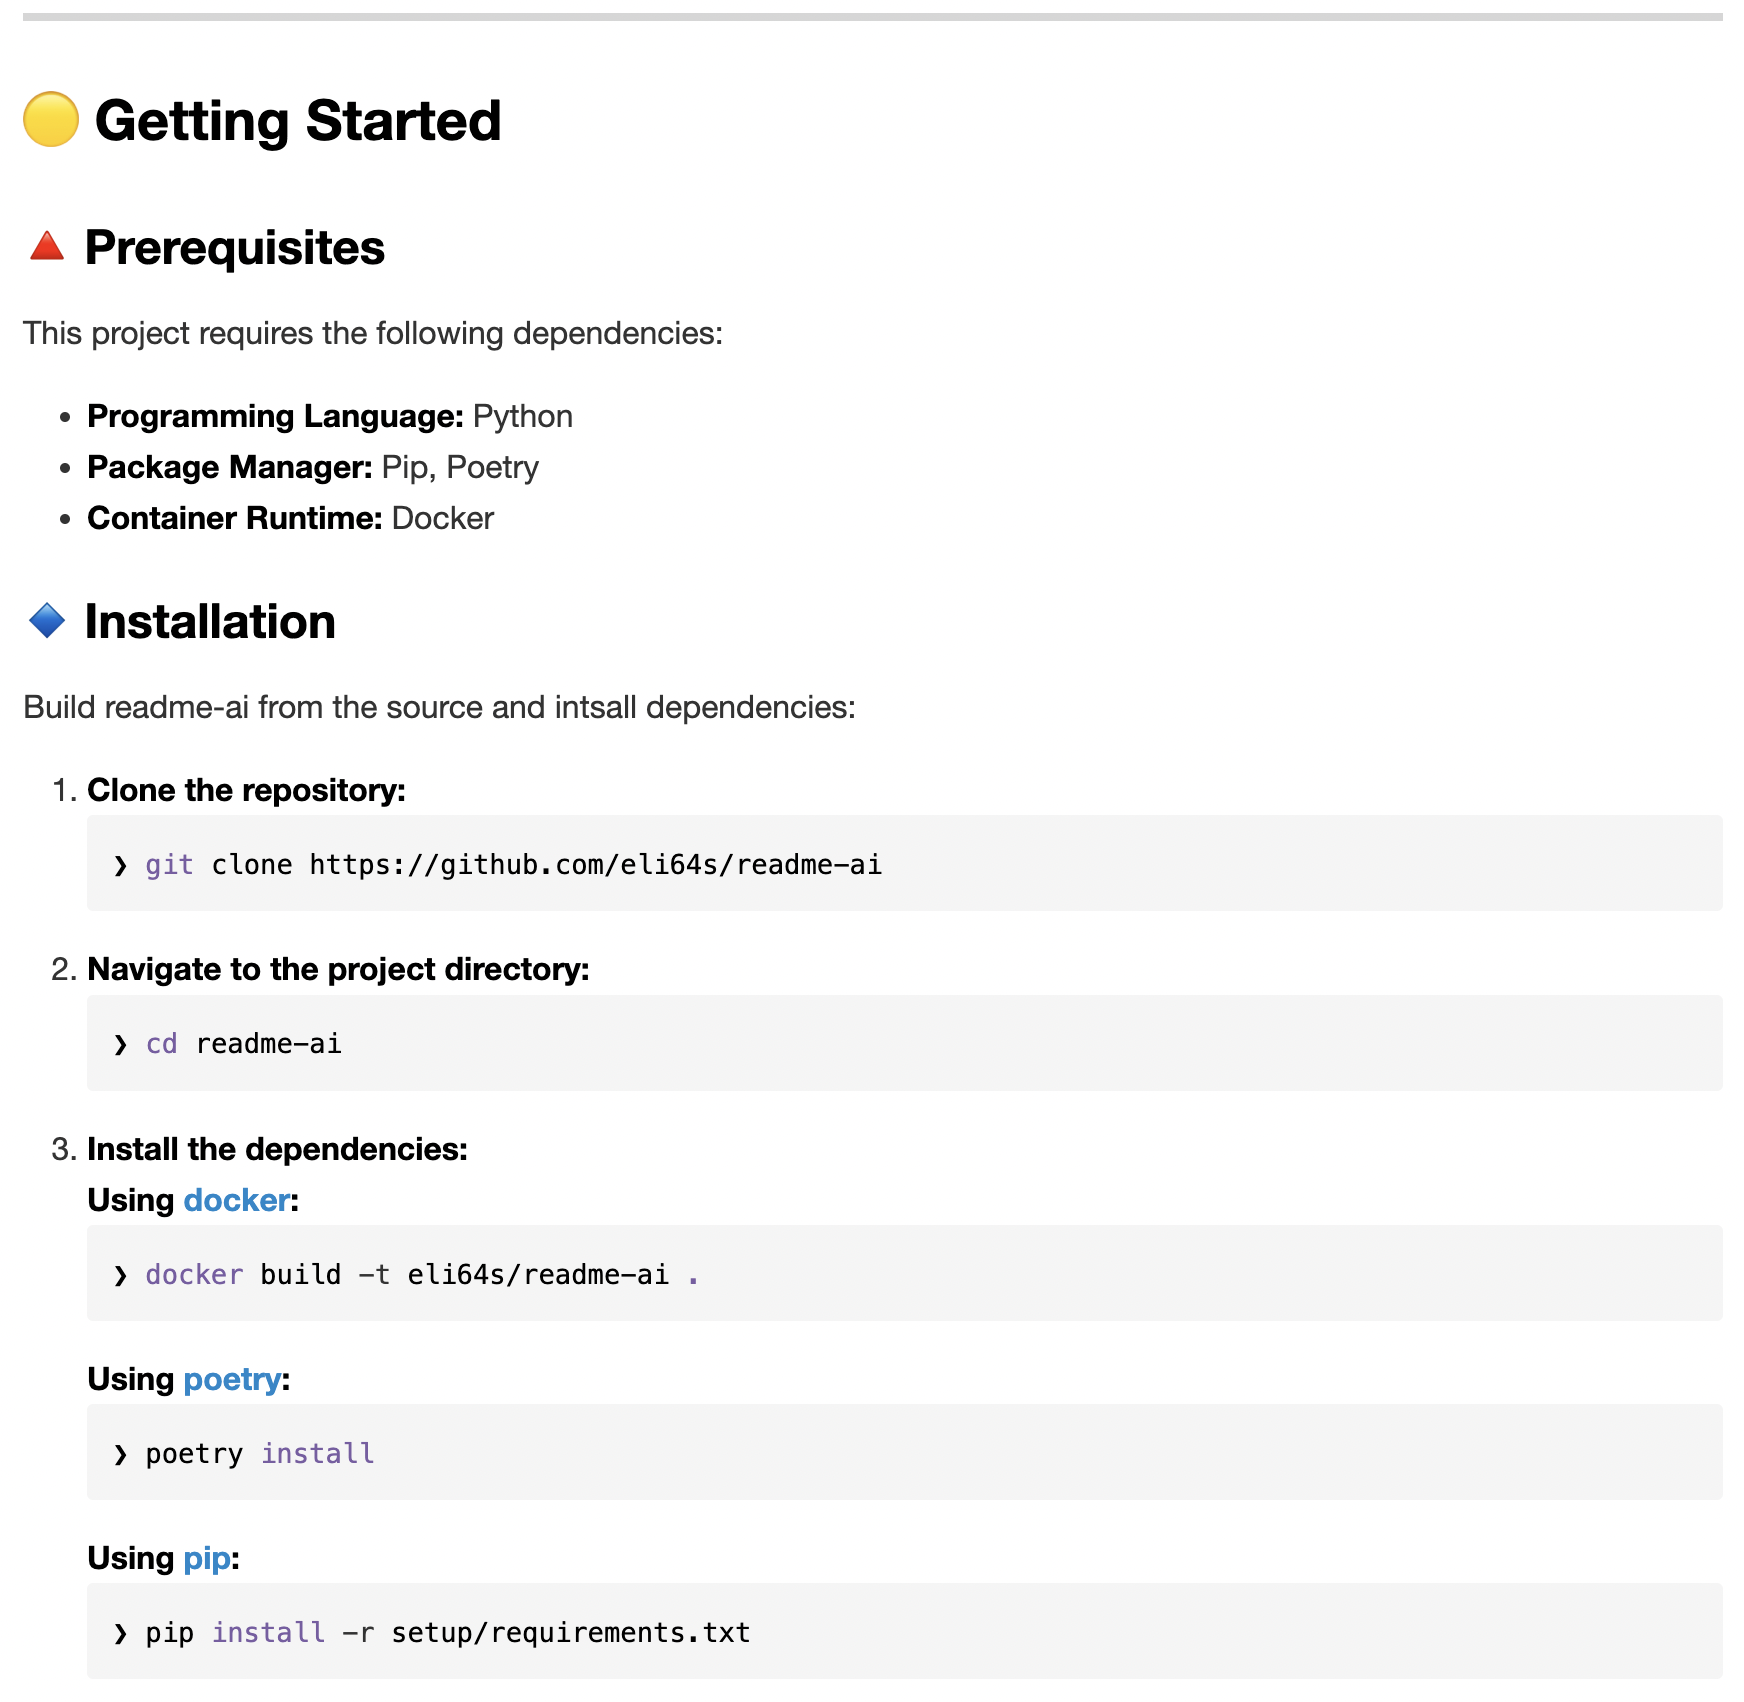 Getting Started
Prerequisites
This project requires the following dependencies:
• Programming Language: Python
• Package Manager: Pip, Poetry
• Container Runtime: Docker
Installation
Build readme-ai from the source and intsall dependencies:
1. Clone the repository:
❯ git clone https://github.com/eli64s/readme-ai
2. Navigate to the project directory:
❯ cd readme-ai
3. Install the dependencies:
Using docker:
❯ docker build -t eli64s/readme-ai .
Using poetry:
❯ poetry install
Using pip:
❯ pip install -r setup/requirements.txt